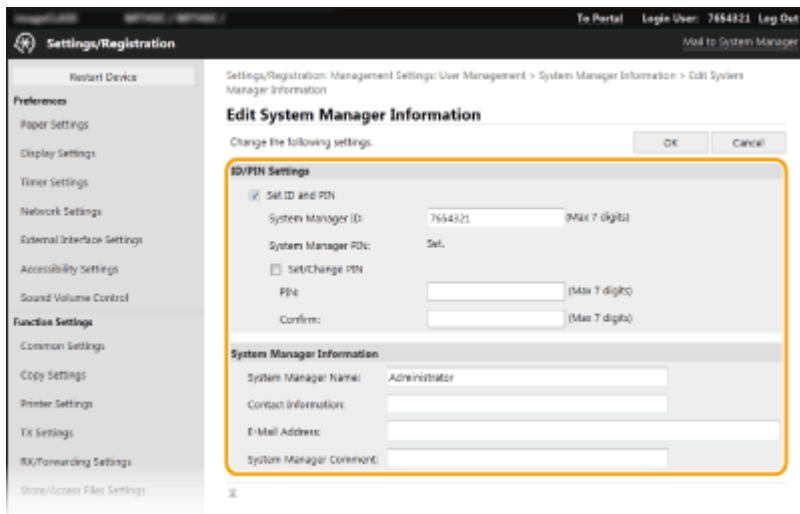 To Portal Login User: 7654321 Log Out
Settings/Registration
Mail to System Manager
Restart Device
Preferences
Paper Settings
Display Settings
Timer Settings
Network Settings
External Interface Settings
Accessibility Settings
Sound Volume Control
Function Settings
Common Settings
Copy Settings
Printer Settings
TX Settings
RX/Forwarding Settings
Store/Access Files Settings
Settings/Registration: Management Settings: User Management > System Manager Information > Edit System
Manager Information
Edit System Manager Information
Change the following settings.
OK
Cancel
ID/PIN Settings
Set ID and PIN
System Manager ID: 7654321 (Max 7 digits)
System Manager PIN: Set.
Set/Change PIN
PIN: (Max 7 digits)
Confirm: (Max 7 digits)
System Manager Information
System Manager Name: Administrator
Contact Information:
E-Mail Address:
System Manager Comment: